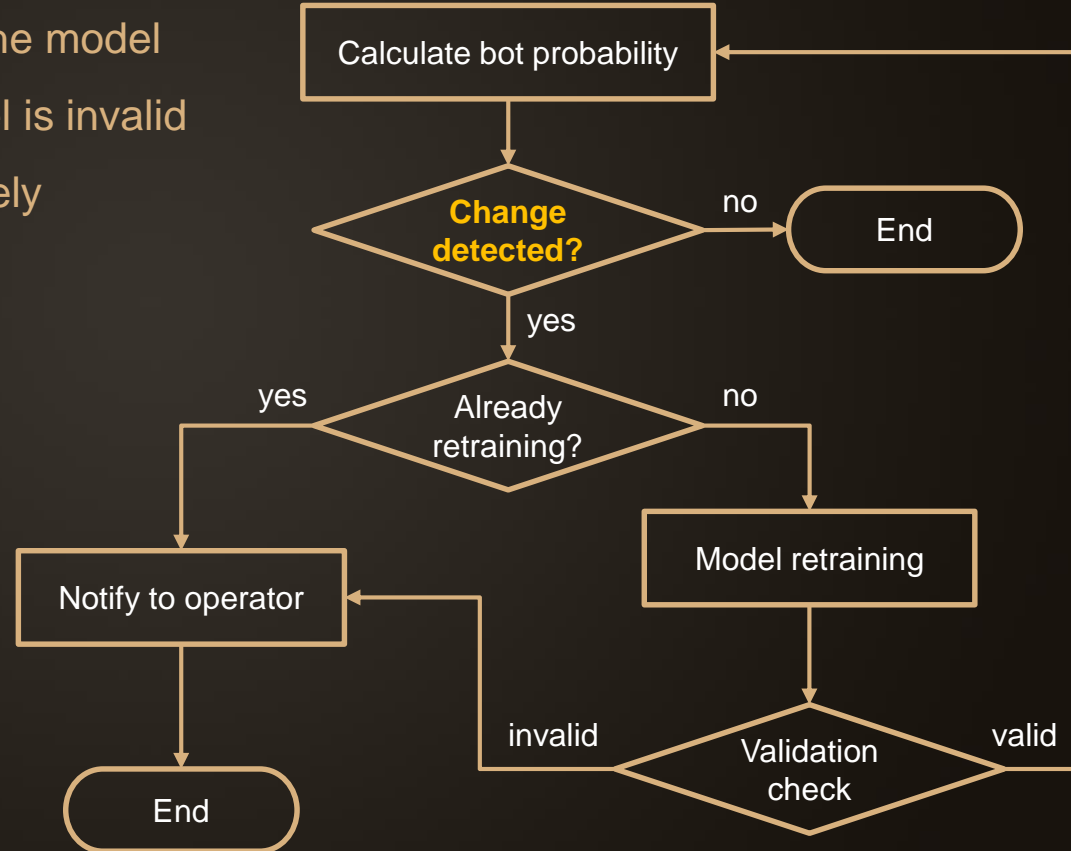 he model
l is invalid
ely
Calculate bot probability
Change
detected?
no
End
yes
Already
retraining?
yes
no
Model retraining
Notify to operator
invalid
Validation
check
valid
End